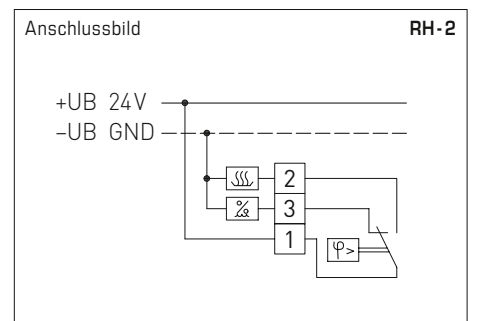 Anschlussbild RH-2
+UB 24V
–UB GND
2
3
1
φ>